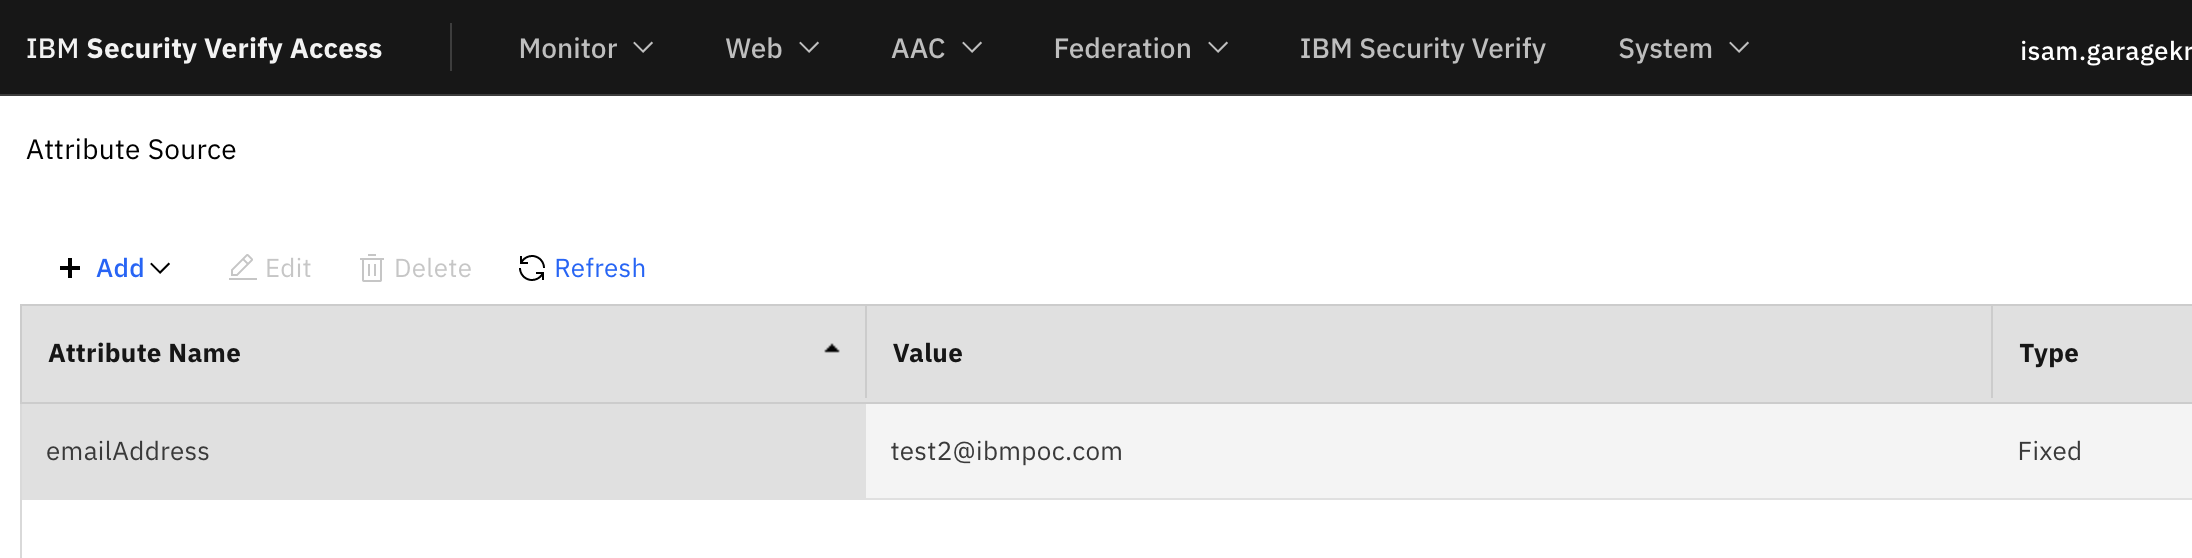 IBM Security Verify Access Monitor Web AAC Federation IBM Security Verify System isam.garagekr
Attribute Source
Add Edit Delete Refresh
Attribute Name Value Type
emailAddress test2@ibmpoc.com Fixed